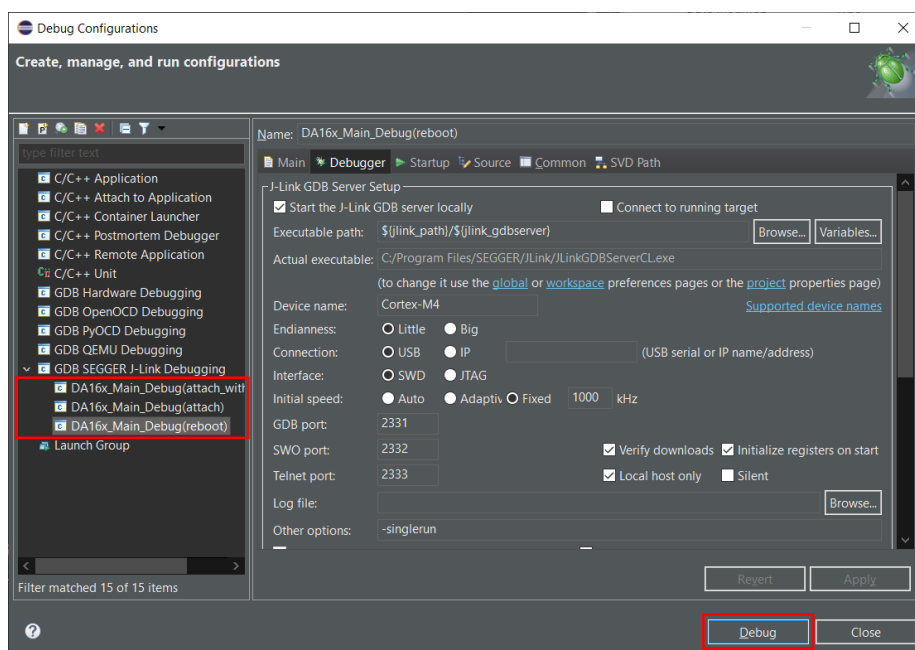 Debug Configurations
Create, manage, and run configurations
type filter text
C/C++ Application
C/C++ Attach to Application
C/C++ Container Launcher
C/C++ Postmortem Debugger
C/C++ Remote Application
C/C++ Unit
GDB Hardware Debugging
GDB OpenOCD Debugging
GDB PyOCD Debugging
GDB QEMU Debugging
GDB SEGGER J-Link Debugging
DA16x_Main_Debug(attach_with
DA16x_Main_Debug(attach)
DA16x_Main_Debug(reboot)
Launch Group
Filter matched 15 of 15 items
Name: DA16x_Main_Debug(reboot)
Main Debugger Startup Source Common SVD Path
J-Link GDB Server Setup
Start the J-Link GDB server locally Connect to running target
Executable path: ${jlink_path}/${jlink_gdbserver} Browse... Variables...
Actual executable: C:/Program Files/SEGGER/JLink/JLinkGDBServerCL.exe
(to change it use the global or workspace preferences pages or the project properties page)
Device name: Cortex-M4 Supported device names
Endianness: Little Big
Connection: USB IP (USB serial or IP name/address)
Interface: SWD JTAG
Initial speed: Auto Adaptiv Fixed 1000 kHz
GDB port: 2331
SWO port: 2332 Verify downloads Initialize registers on start
Telnet port: 2333 Local host only Silent
Log file: Browse...
Other options: -singlerun
Revert Apply
? Debug Close